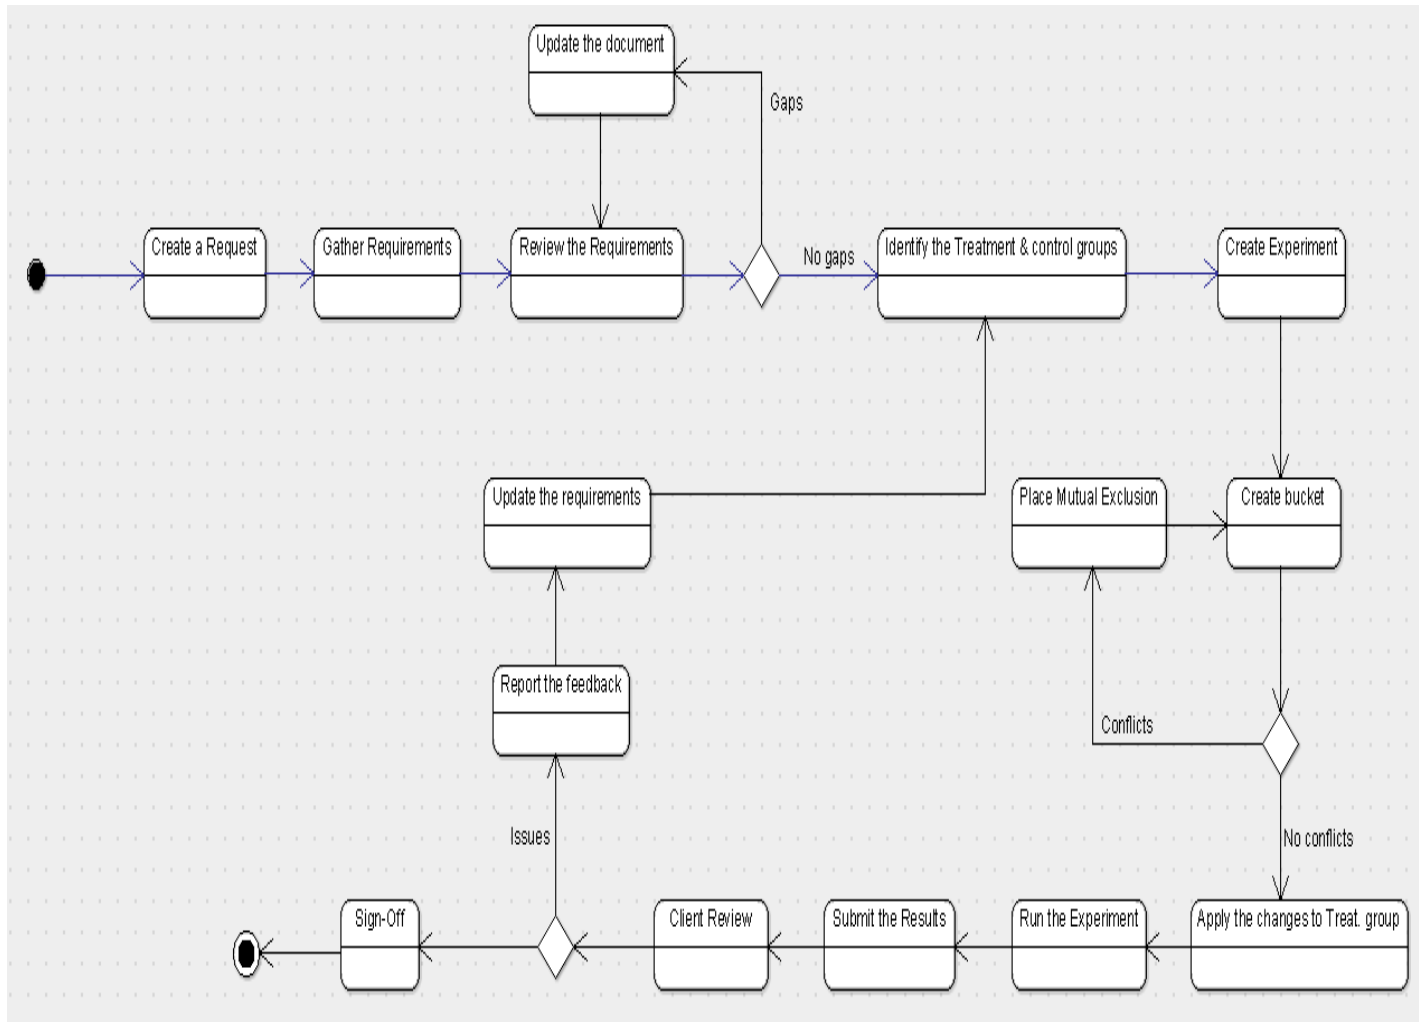 Update the document
Gaps
Create a Request
Gather Requirements
Review the Requirements
No gaps
Identify the Treatment & control groups
Create Experiment
Update the requirements
Place Mutual Exclusion
Create bucket
Report the feedback
Conflicts
Issues
No conflicts
Sign-Off
Client Review
Submit the Results
Run the Experiment
Apply the changes to Treat. group